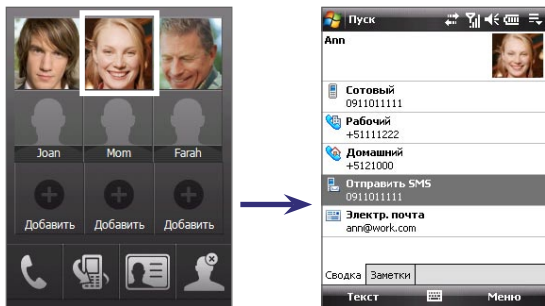 Joan Mom Farah
Добавить Добавить Добавить
Пуск
Ann
Сотовый
0911011111
Рабочий
+51111222
Домашний
+5121000
Отправить SMS
0911011111
Электр. почта
ann@work.com
Сводка Заметки
Текст Меню